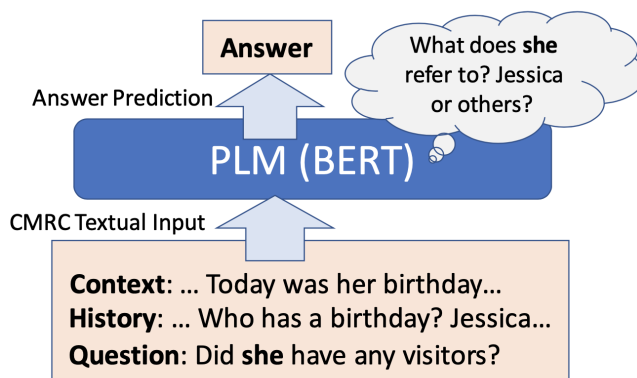 Answer
What does she
refer to? Jessica
or others?
Answer Prediction
PLM (BERT)
CMRC Textual Input
Context: ... Today was her birthday...
History: ... Who has a birthday? Jessica...
Question: Did she have any visitors?